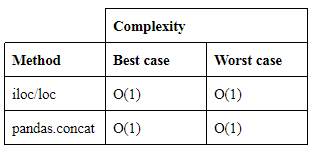 Complexity
Method Best case Worst case
iloc/loc O(1) O(1)
pandas.concat O(1) O(1)